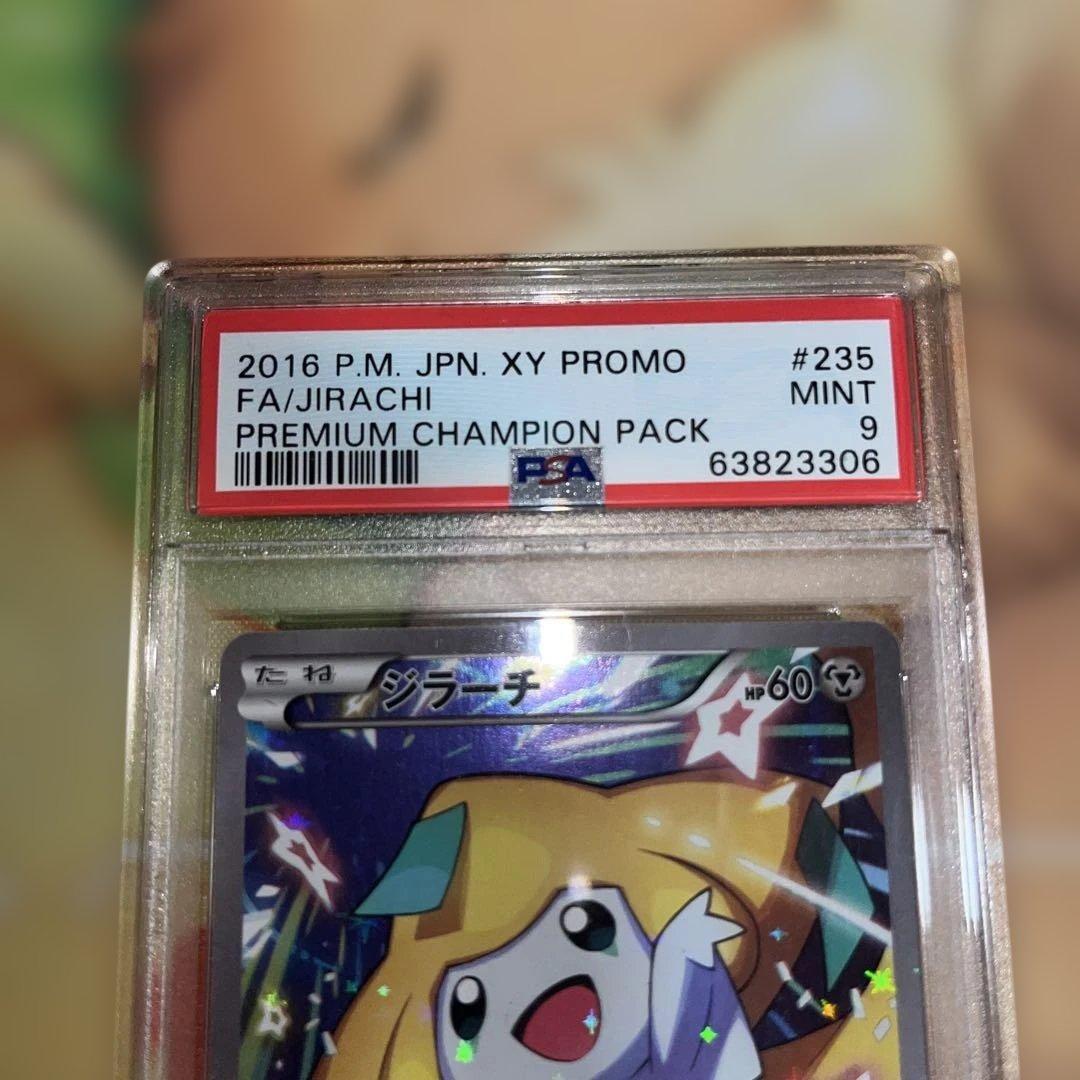 2016 P.M. JPN. XY PROMO #235
FA/JIRACHI MINT
PREMIUM CHAMPION PACK 9
PSA 63823306
たね ジラーチ HP60